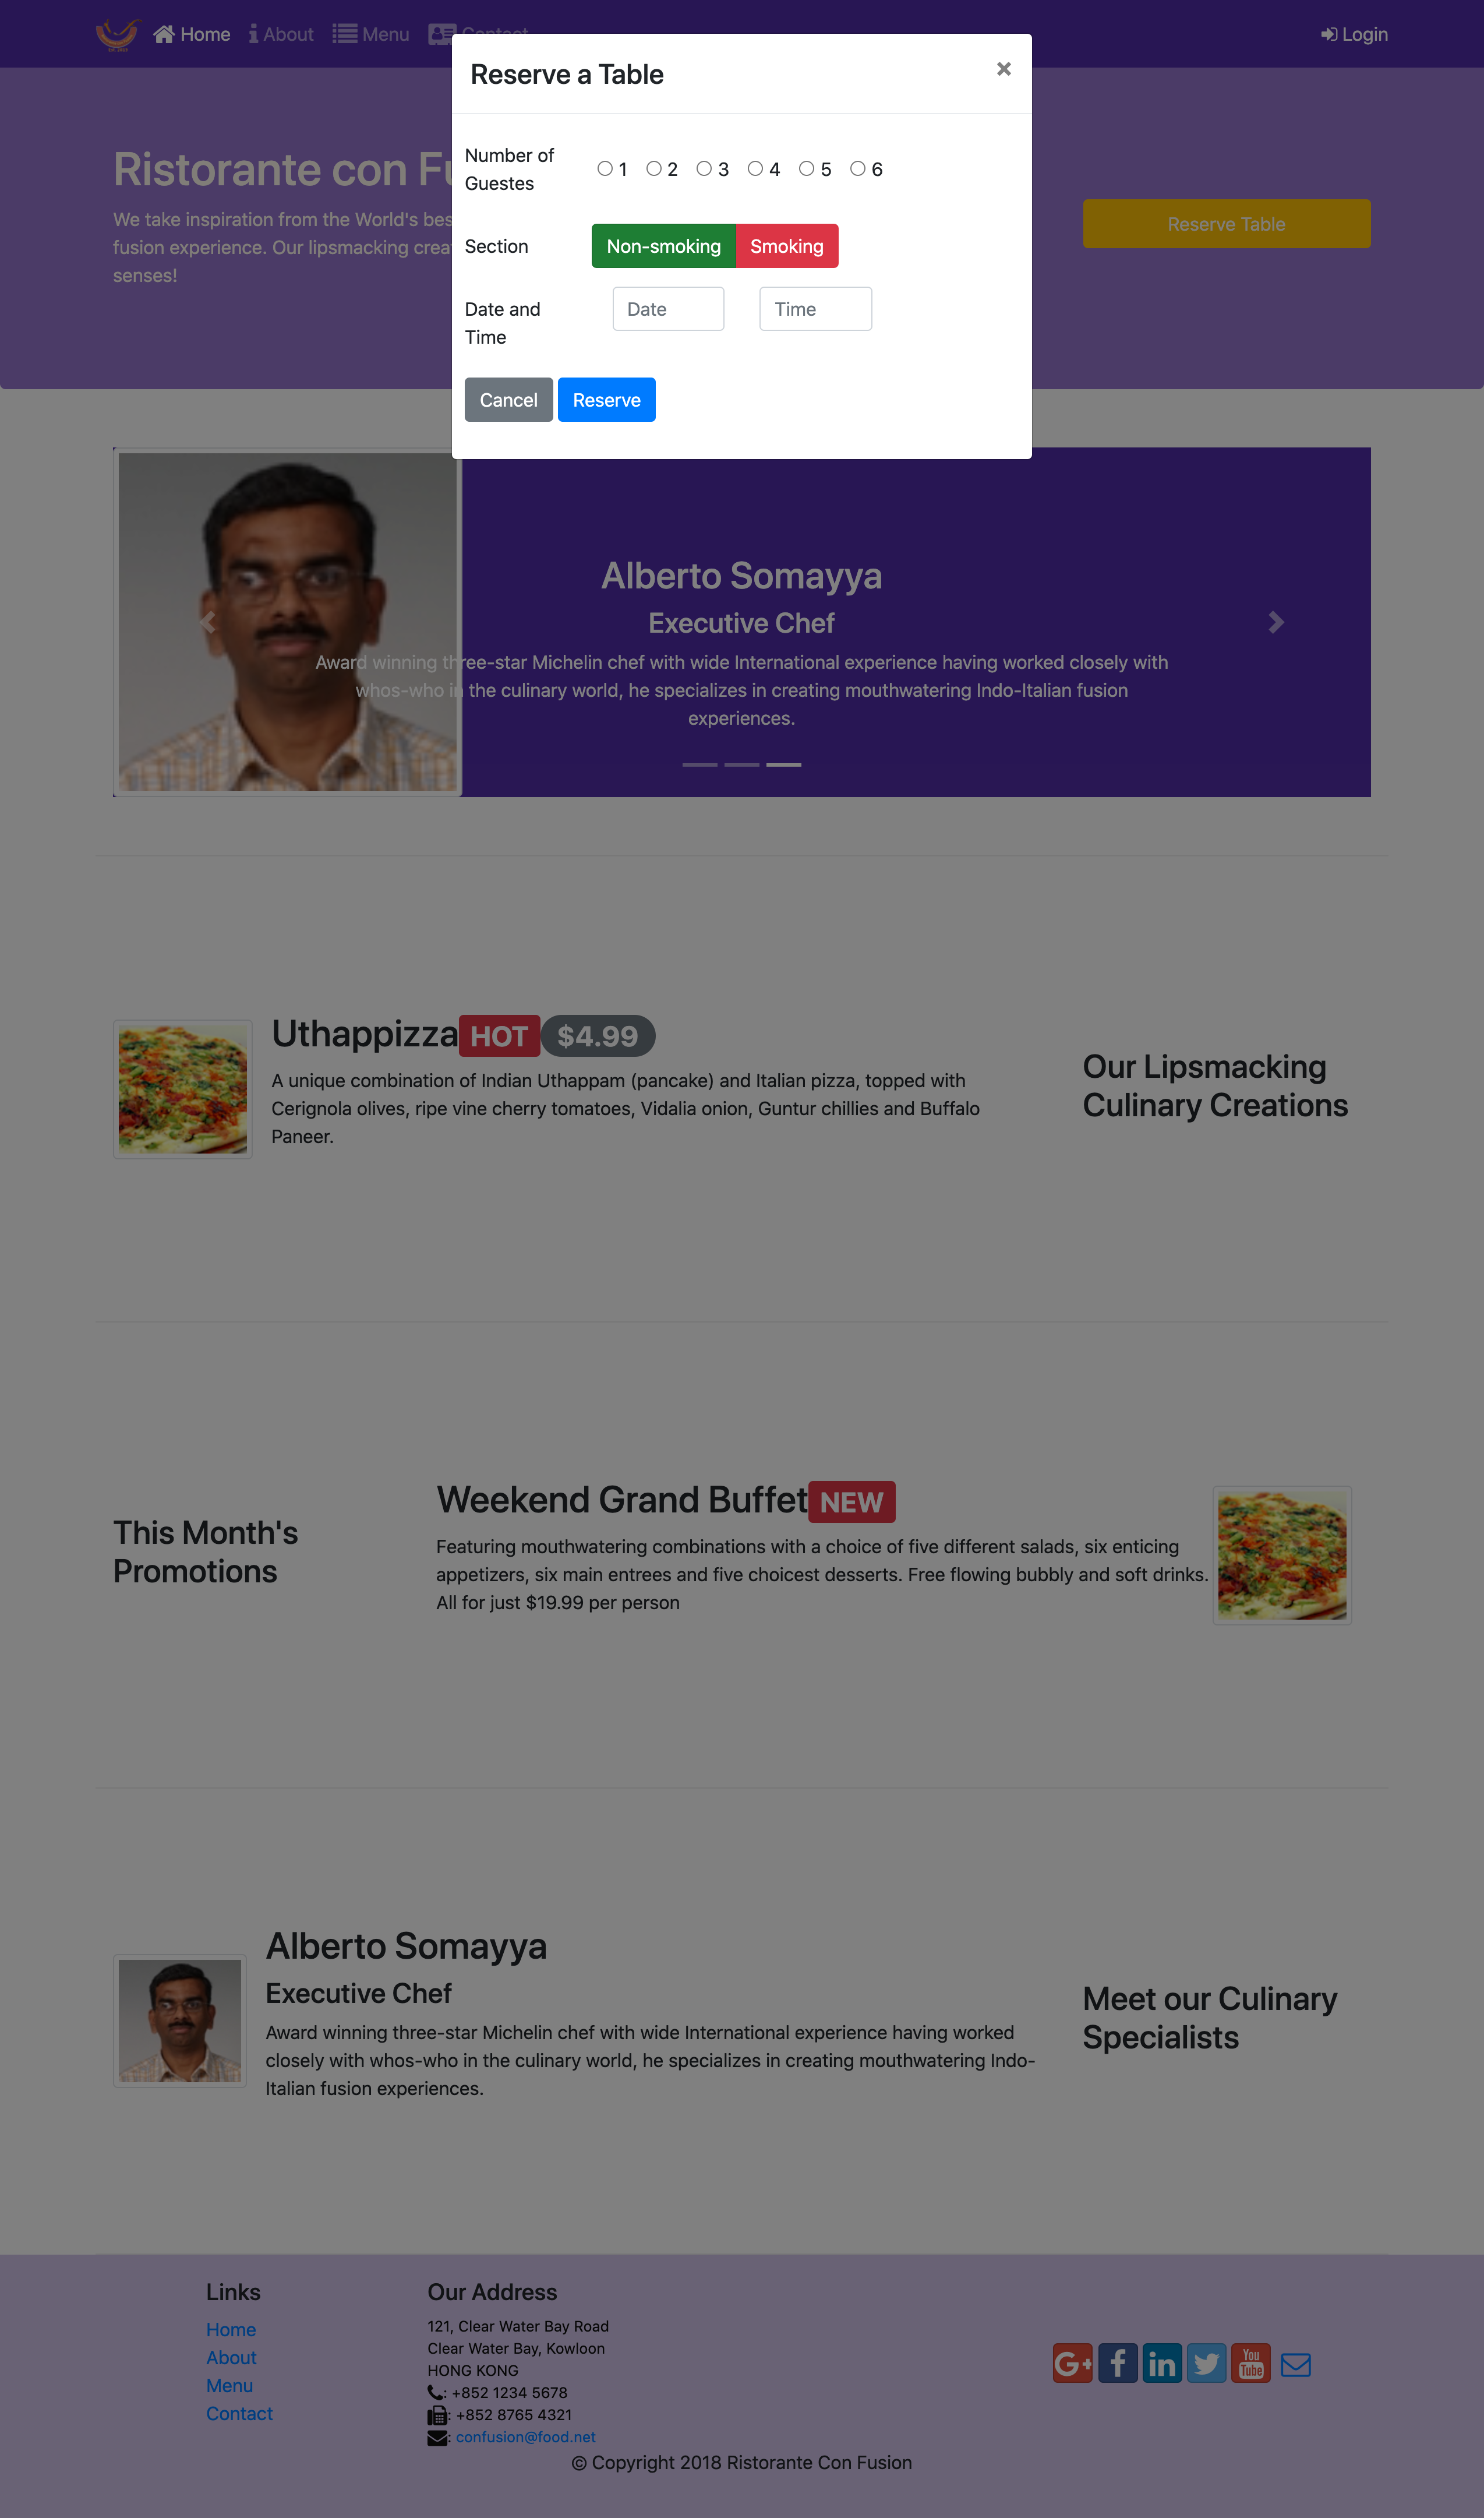 Home About Menu Contact Login
Reserve a Table ×
Number of
Guestes
1 2 3 4 5 6
Section
Non-smoking Smoking
Date and
Time
Date Time
Cancel Reserve
Ristorante con Fu
We take inspiration from the World's bes
fusion experience. Our lipsmacking crea
senses!
Reserve Table
Alberto Somayya
Executive Chef
Award winning three-star Michelin chef with wide International experience having worked closely with
whos-who in the culinary world, he specializes in creating mouthwatering Indo-Italian fusion
experiences.
Uthappizza HOT $4.99
A unique combination of Indian Uthappam (pancake) and Italian pizza, topped with
Cerignola olives, ripe vine cherry tomatoes, Vidalia onion, Guntur chillies and Buffalo
Paneer.
Our Lipsmacking
Culinary Creations
This Month's
Promotions
Weekend Grand Buffet NEW
Featuring mouthwatering combinations with a choice of five different salads, six enticing
appetizers, six main entrees and five choicest desserts. Free flowing bubbly and soft drinks.
All for just $19.99 per person
Alberto Somayya
Executive Chef
Award winning three-star Michelin chef with wide International experience having worked
closely with whos-who in the culinary world, he specializes in creating mouthwatering Indo-
Italian fusion experiences.
Meet our Culinary
Specialists
Links
Home
About
Menu
Contact
Our Address
121, Clear Water Bay Road
Clear Water Bay, Kowloon
HONG KONG
: +852 1234 5678
: +852 8765 4321
: confusion@food.net
G+ f in You Tube
© Copyright 2018 Ristorante Con Fusion